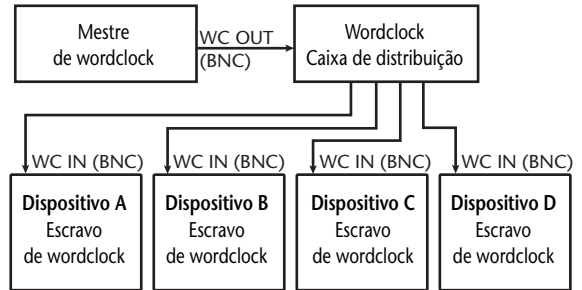 Mestre
de wordclock
WC OUT
(BNC)
Wordclock
Caixa de distribuição
WC IN (BNC)
WC IN (BNC)
WC IN (BNC)
WC IN (BNC)
Dispositivo A
Escravo
de wordclock
Dispositivo B
Escravo
de wordclock
Dispositivo C
Escravo
de wordclock
Dispositivo D
Escravo
de wordclock